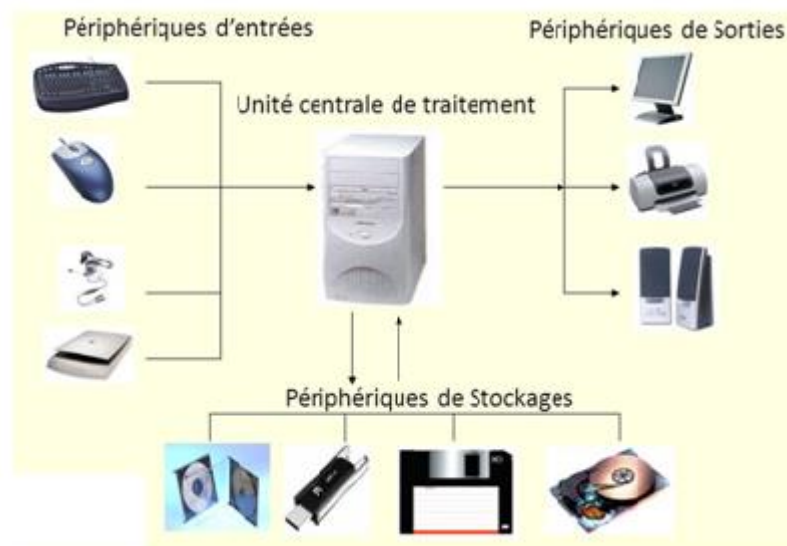 Périphériques d'entrées
Périphériques de Sorties
Unité centrale de traitement
Périphériques de Stockages